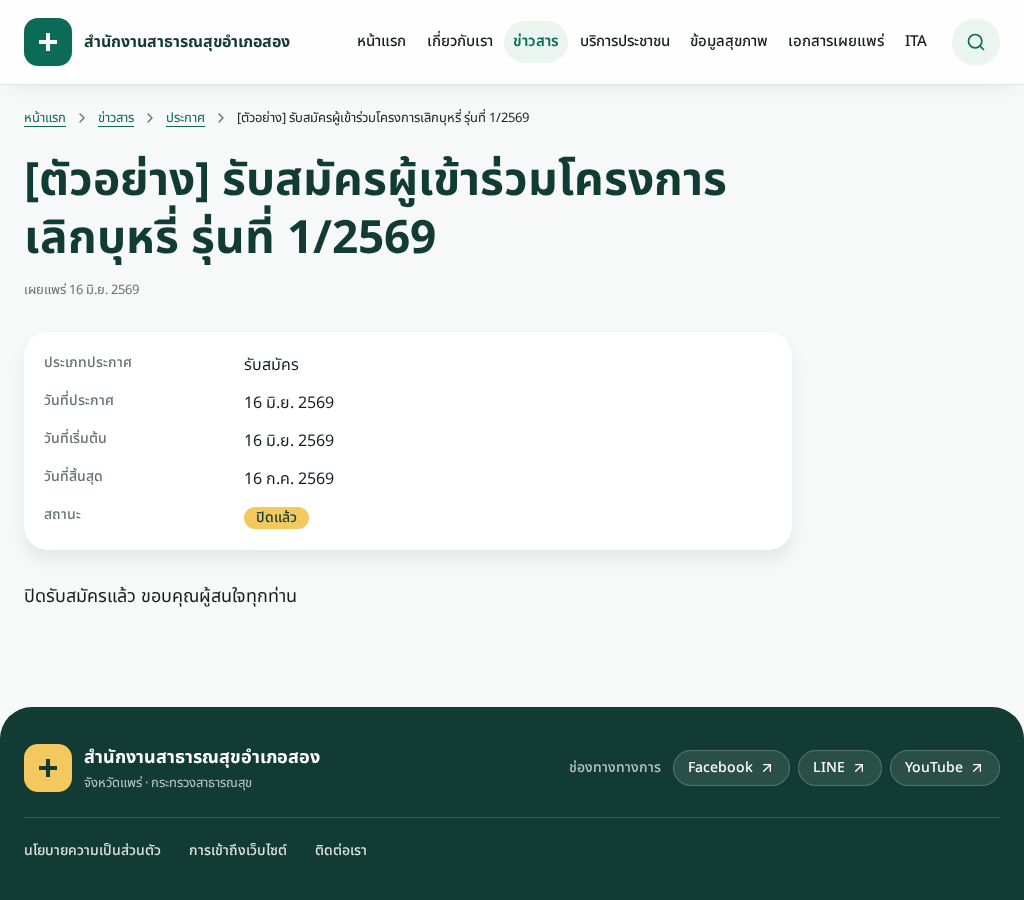 สำนักงานสาธารณสุขอำเภอสอง
หน้าแรก เกี่ยวกับเรา ข่าวสาร บริการประชาชน ข้อมูลสุขภาพ เอกสารเผยแพร่ ITA
หน้าแรก ข่าวสาร ประกาศ [ตัวอย่าง] รับสมัครผู้เข้าร่วมโครงการเลิกบุหรี่ รุ่นที่ 1/2569
[ตัวอย่าง] รับสมัครผู้เข้าร่วมโครงการ
เลิกบุหรี่ รุ่นที่ 1/2569
เผยแพร่ 16 มิ.ย. 2569
ประเภทประกาศ รับสมัคร
วันที่ประกาศ 16 มิ.ย. 2569
วันที่เริ่มต้น 16 มิ.ย. 2569
วันที่สิ้นสุด 16 ก.ค. 2569
สถานะ ปิดแล้ว
ปิดรับสมัครแล้ว ขอบคุณผู้สนใจทุกท่าน
สำนักงานสาธารณสุขอำเภอสอง
จังหวัดแพร่ · กระทรวงสาธารณสุข
ช่องทางทางการ Facebook LINE YouTube
นโยบายความเป็นส่วนตัว การเข้าถึงเว็บไซต์ ติดต่อเรา